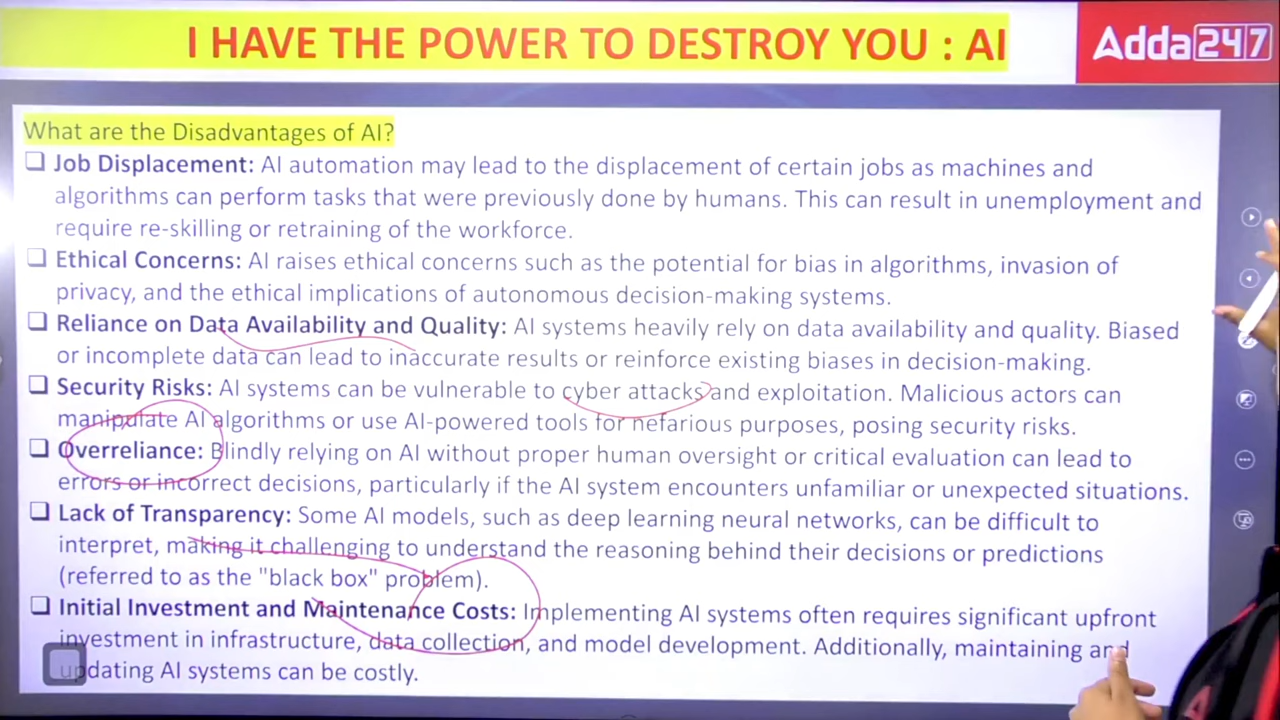 I HAVE THE POWER TO DESTROY YOU : AI
Adda247
What are the Disadvantages of AI?
❑ Job Displacement: AI automation may lead to the displacement of certain jobs as machines and
algorithms can perform tasks that were previously done by humans. This can result in unemployment and
require re-skilling or retraining of the workforce.
❑ Ethical Concerns: AI raises ethical concerns such as the potential for bias in algorithms, invasion of
privacy, and the ethical implications of autonomous decision-making systems.
❑ Reliance on Data Availability and Quality: AI systems heavily rely on data availability and quality. Biased
or incomplete data can lead to inaccurate results or reinforce existing biases in decision-making.
❑ Security Risks: AI systems can be vulnerable to cyber attacks and exploitation. Malicious actors can
manipulate AI algorithms or use AI-powered tools for nefarious purposes, posing security risks.
❑ Overreliance: Blindly relying on AI without proper human oversight or critical evaluation can lead to
errors or incorrect decisions, particularly if the AI system encounters unfamiliar or unexpected situations.
❑ Lack of Transparency: Some AI models, such as deep learning neural networks, can be difficult to
interpret, making it challenging to understand the reasoning behind their decisions or predictions
(referred to as the "black box" problem).
❑ Initial Investment and Maintenance Costs: Implementing AI systems often requires significant upfront
investment in infrastructure, data collection, and model development. Additionally, maintaining and
updating AI systems can be costly.